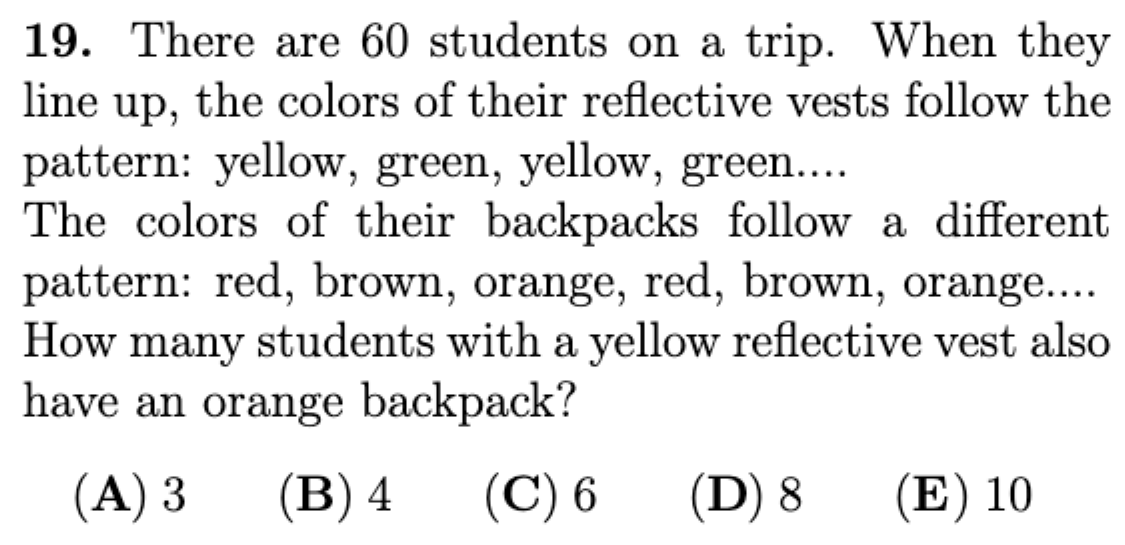 19. There are 60 students on a trip. When they
line up, the colors of their reflective vests follow the
pattern: yellow, green, yellow, green....
The colors of their backpacks follow a different
pattern: red, brown, orange, red, brown, orange....
How many students with a yellow reflective vest also
have an orange backpack?
(A) 3 (B) 4 (C) 6 (D) 8 (E) 10